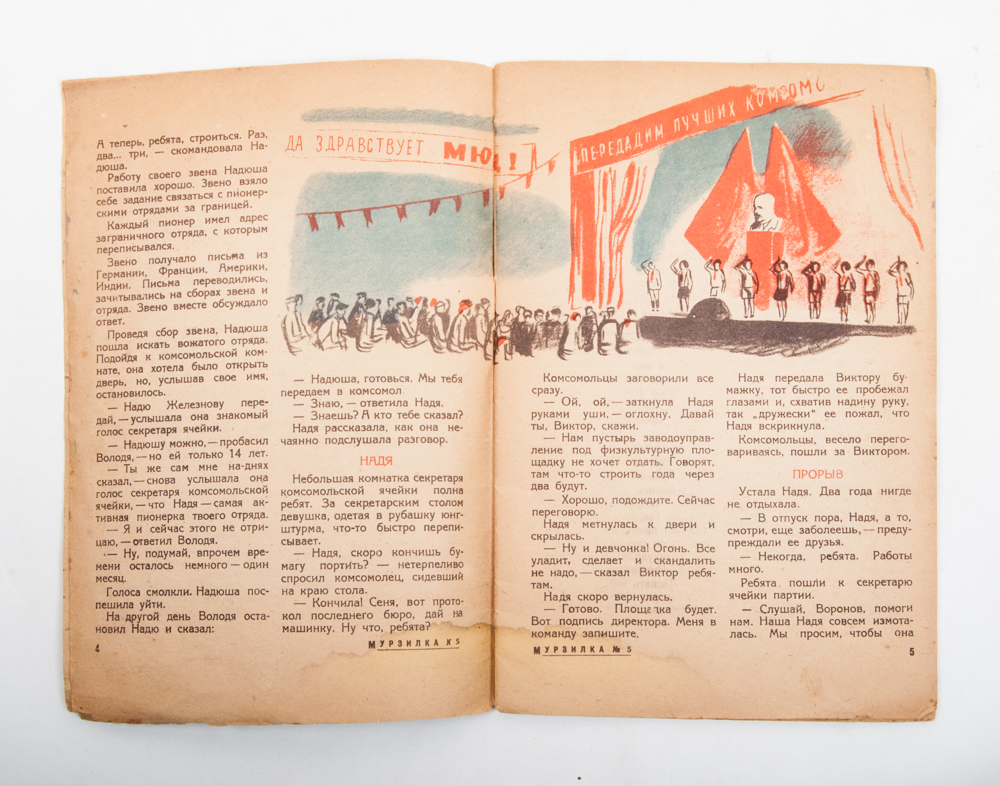 А теперь, ребята, строиться. Раз,
два... три, — скомандовала На-
дюша.
Работу своего звена Надюша
поставила хорошо. Звено взяло
себе задание связаться с пионер-
скими отрядами за границей.
Каждый пионер имел адрес
заграничного отряда, с которым
переписывался.
Звено получало письма из
Германии, Франции, Америки,
Индии. Письма переводились,
зачитывались на сборах звена и
отряда. Звено вместе обсуждало
ответ.
Проведя сбор звена, Надюша
пошла искать вожатого отряда.
Подойдя к комсомольской ком-
нате, она хотела было открыть
дверь, но, услышав свое имя,
остановилось.
— Надю Железнову пере-
дай, — услышала она знакомый
голос секретаря ячейки.
— Надюшу можно, — пробасил
Володя, — но ей только 14 лет.
— Ты же сам мне на-днях
сказал, — снова услышала она
голос секретаря комсомольской
ячейки, — что Надя — самая ак-
тивная пионерка твоего отряда.
— Я и сейчас этого не отри-
цаю, — ответил Володя.
— Ну, подумай, впрочем вре-
мени осталось немного — один
месяц.
Голоса смолкли. Надюша пос-
пешила уйти.
На другой день Володя оста-
новил Надю и сказал:
4
ДА ЗДРАВСТВУЕТ МЮД!
— Надюша, готовься. Мы тебя
передаем в комсомол.
— Знаю, — ответила Надя.
— Знаешь? А кто тебе сказал?
Надя рассказала, как она не-
чаянно подслушала разговор.
НАДЯ
Небольшая комнатка секретаря
комсомольской ячейки полна
ребят. За секретарским столом
девушка, одетая в рубашку юнг-
штурма, что-то быстро перепи-
сывает.
— Надя, скоро кончишь бу-
магу портить? — нетерпеливо
спросил комсомолец, сидевший
на краю стола.
— Кончила! Сеня, вот прото-
кол последнего бюро, дай на
машинку. Ну что, ребята?
МУРЗИЛКА № 5
ПЕРЕДАДИМ ЛУЧШИХ КОМСОМО
Комсомольцы заговорили все
сразу.
— Ой, ой, — заткнула Надя
руками уши, — оглохну. Давай
ты, Виктор, скажи.
— Нам пустырь заводоуправ-
ление под физкультурную пло-
щадку не хочет отдать. Говорят,
там что-то строить года через
два будут.
— Хорошо, подождите. Сейчас
переговорю.
Надя метнулась к двери и
скрылась.
— Ну и девчонка! Огонь. Все
уладит, сделает и скандалить
не надо, — сказал Виктор ребя-
там.
Надя скоро вернулась.
— Готово. Площадка будет.
Вот подпись директора. Меня в
команду запишите.
МУРЗИЛКА № 5
Надя передала Виктору бу-
мажку, тот быстро ее пробежал
глазами и, схватив надину руку,
так „дружески“ ее пожал, что
Надя вскрикнула.
Комсомольцы, весело перего-
вариваясь, пошли за Виктором.
ПРОРЫВ
Устала Надя. Два года нигде
не отдыхала.
— В отпуск пора, Надя, а то,
смотри, еще заболеешь, — преду-
преждали ее друзья.
— Некогда, ребята. Работы
много.
Ребята пошли к секретарю
ячейки партии.
— Слушай, Воронов, помоги
нам. Наша Надя совсем измота-
лась. Мы просим, чтобы она
5